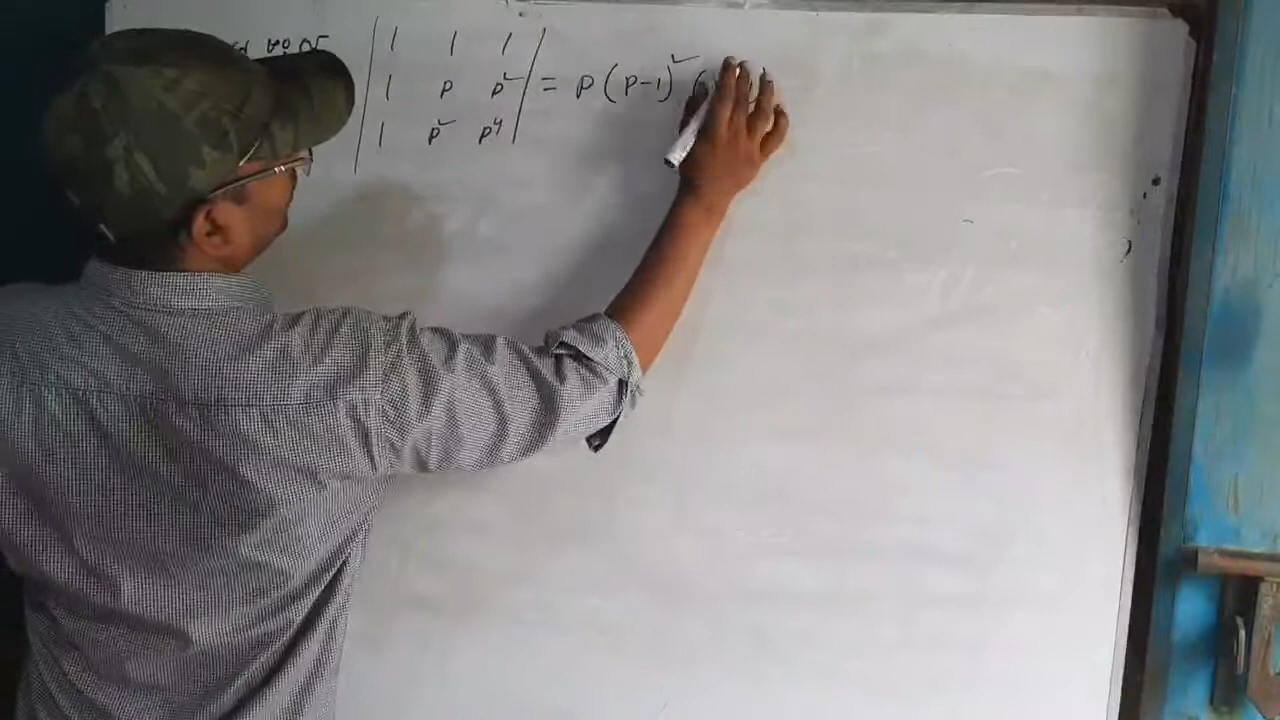 | 1 1 1 |
| 1 p p² | = p (p-1)²
| 1 p² p⁴ |